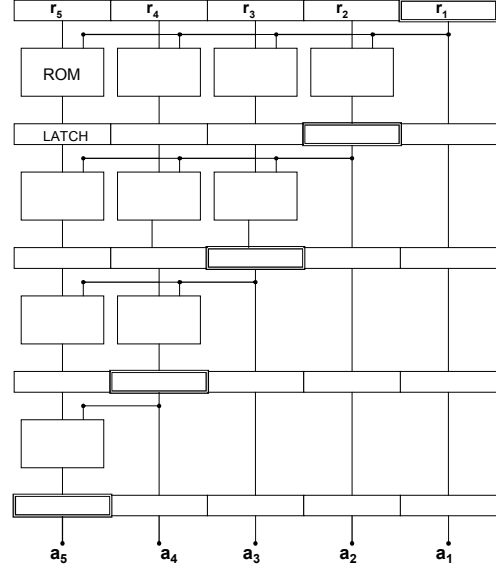 r₅ r₄ r₃ r₂ r₁
ROM
LATCH
a₅ a₄ a₃ a₂ a₁